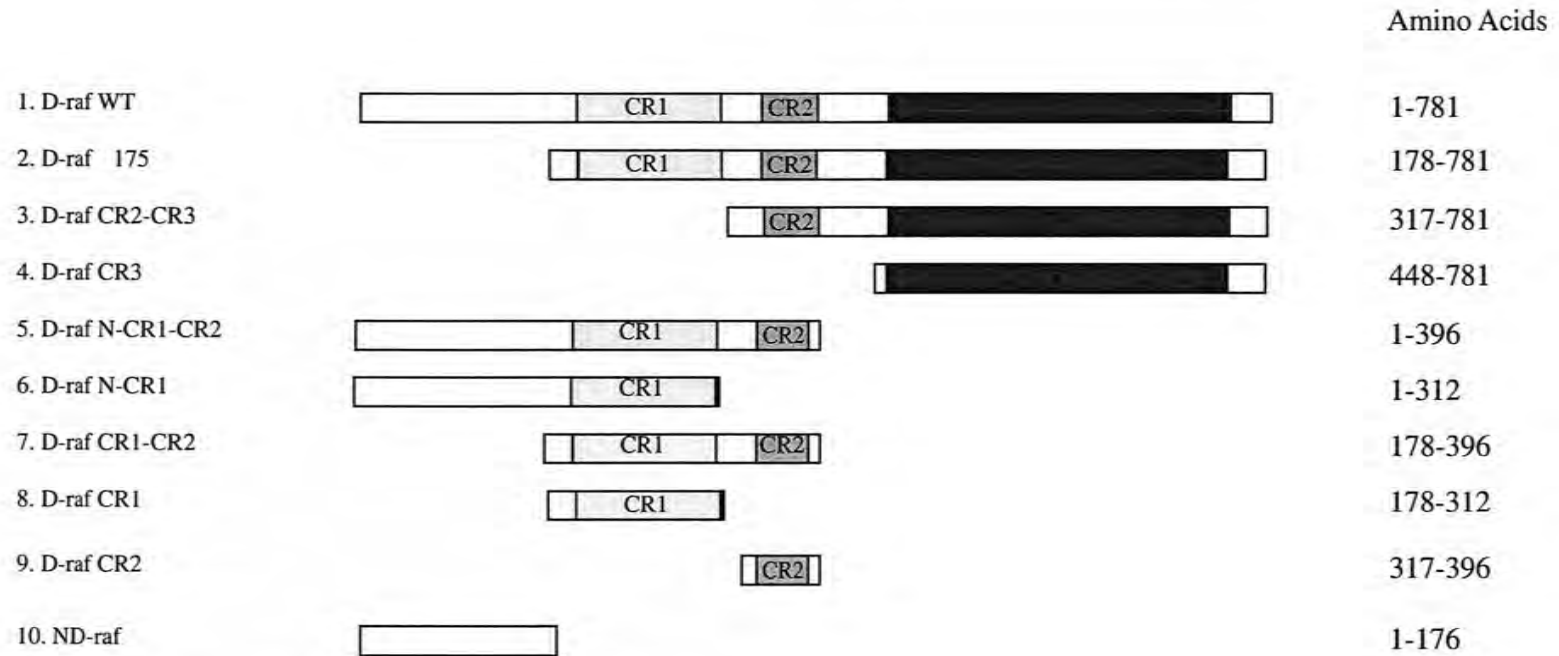 Amino Acids
1. D-raf WT CR1 CR2 1-781
2. D-raf 175 CR1 CR2 178-781
3. D-raf CR2-CR3 CR2 317-781
4. D-raf CR3 448-781
5. D-raf N-CR1-CR2 CR1 CR2 1-396
6. D-raf N-CR1 CR1 1-312
7. D-raf CR1-CR2 CR1 CR2 178-396
8. D-raf CR1 CR1 178-312
9. D-raf CR2 CR2 317-396
10. ND-raf 1-176